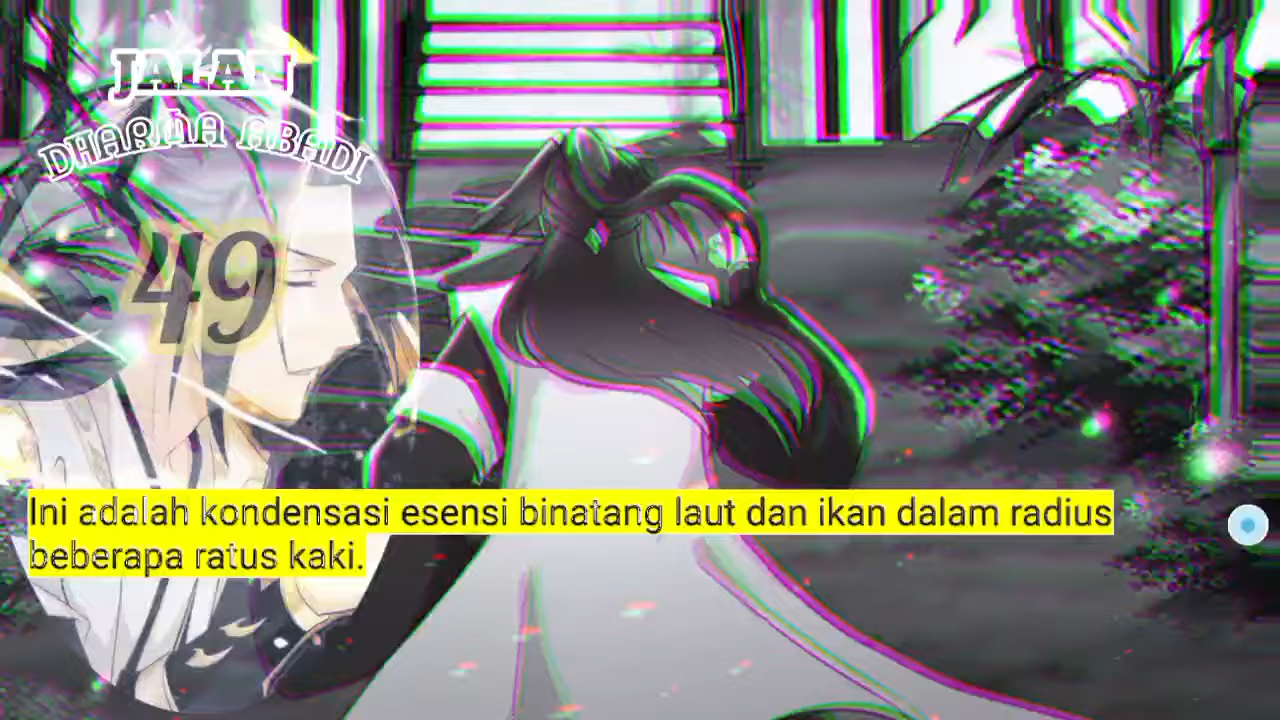 JALAN
DHARMA ABADI
49
Ini adalah kondensasi esensi binatang laut dan ikan dalam radius
beberapa ratus kaki.